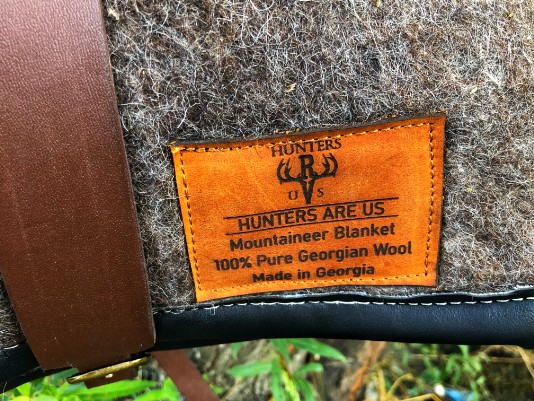 HUNTERS
R
U S
HUNTERS ARE US
Mountaineer Blanket
100% Pure Georgian Wool
Made in Georgia